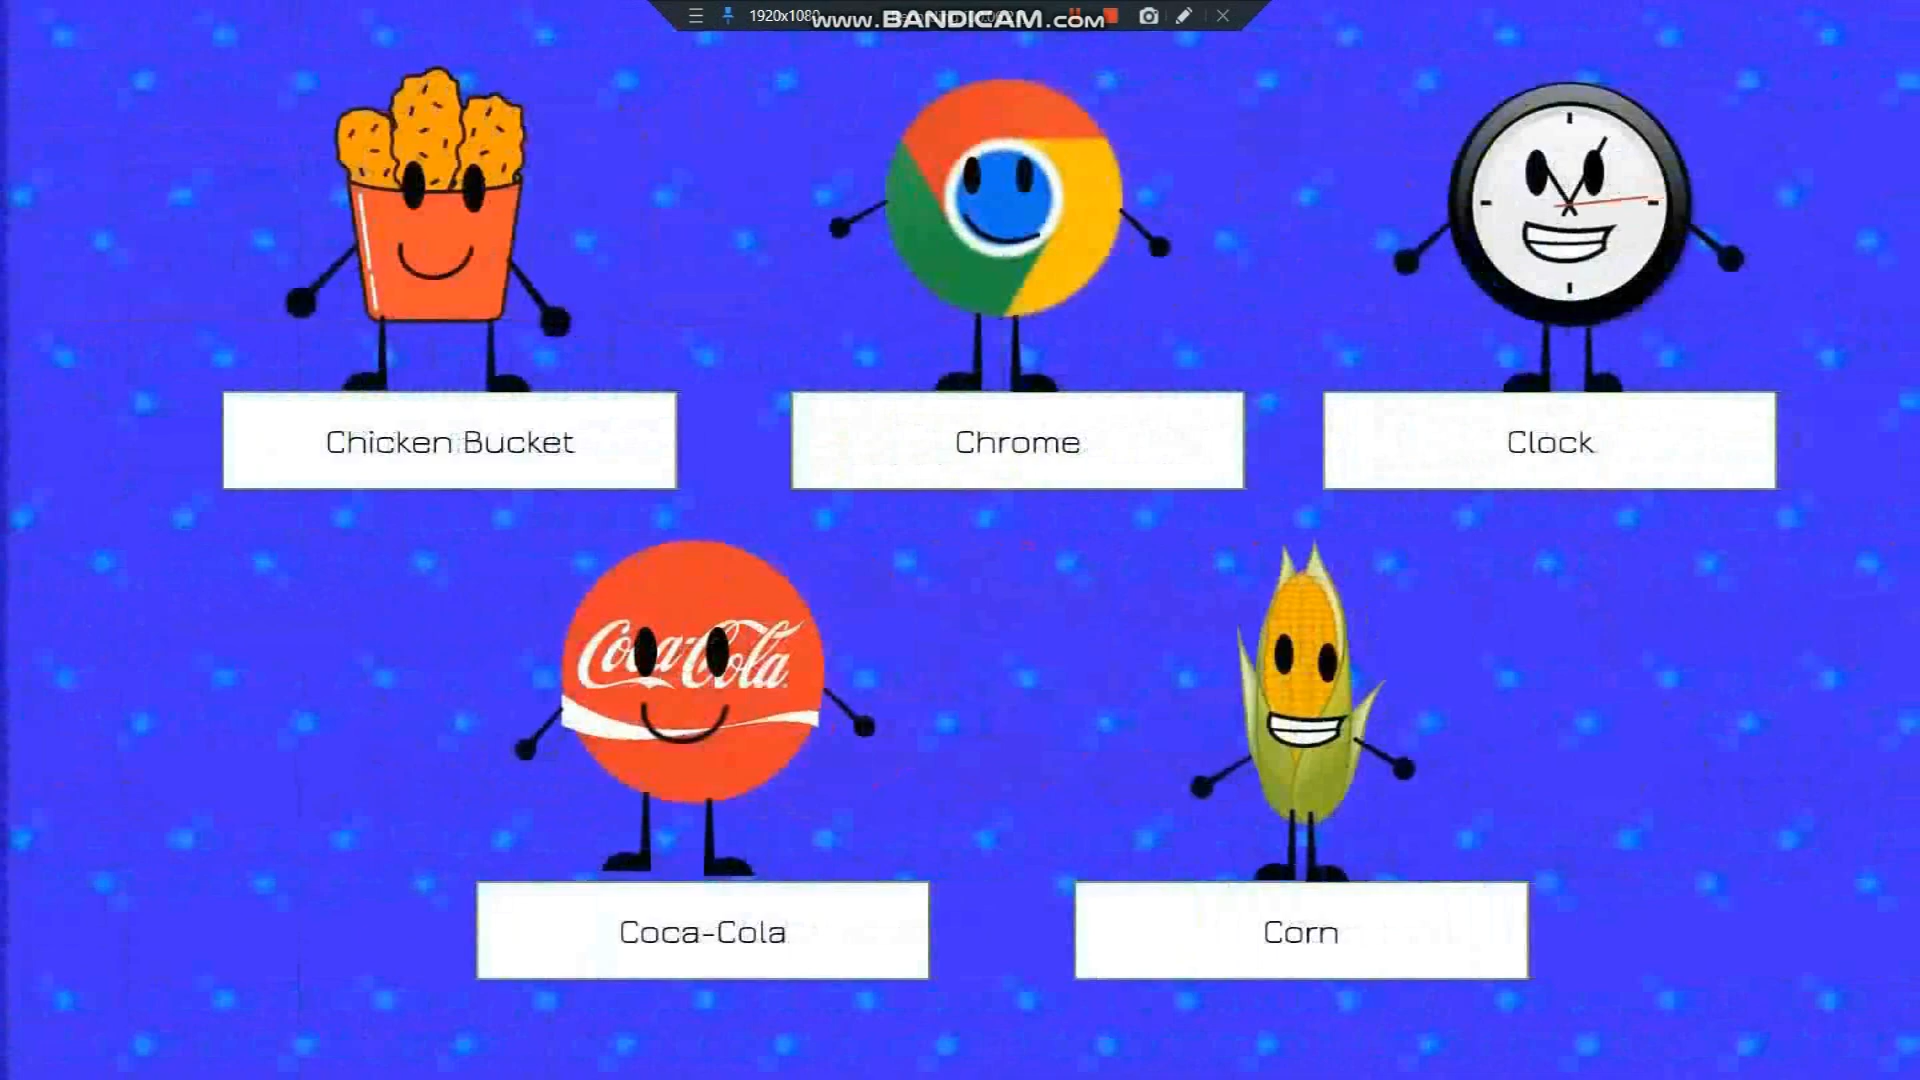 1920x1080
www.BANDICAM.com
Chicken Bucket
Chrome
Clock
Coca-Cola
Coca-Cola
Corn